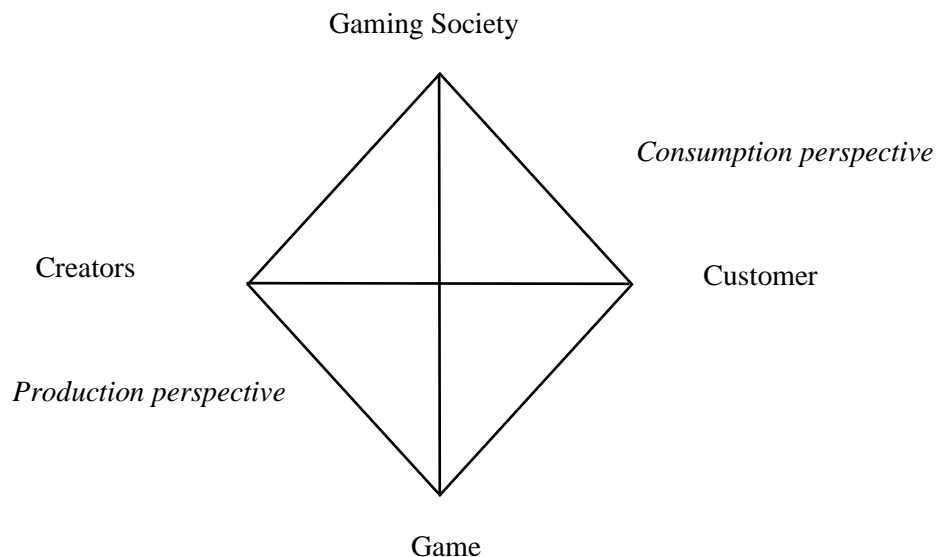 Gaming Society
Consumption perspective
Creators
Customer
Production perspective
Game